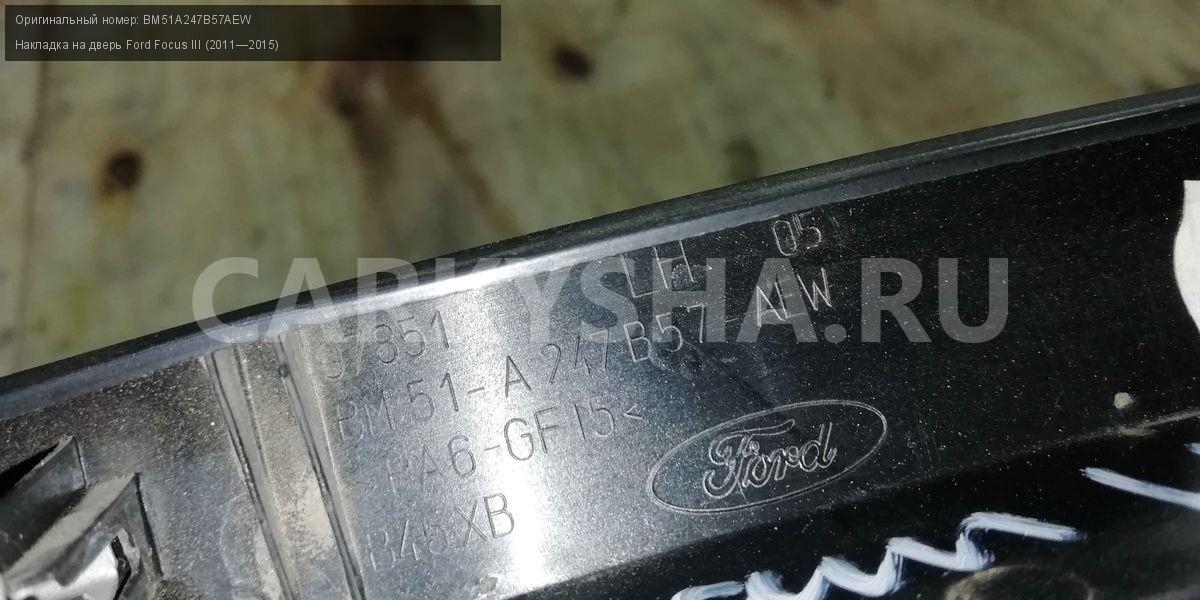 Оригинальный номер: BM51A247B57AEW
Накладка на дверь Ford Focus III (2011—2015)
CARKYSHA.RU
LH 05
BM51-A247B57-AEW
PA6-GF15<
B45XB
Ford